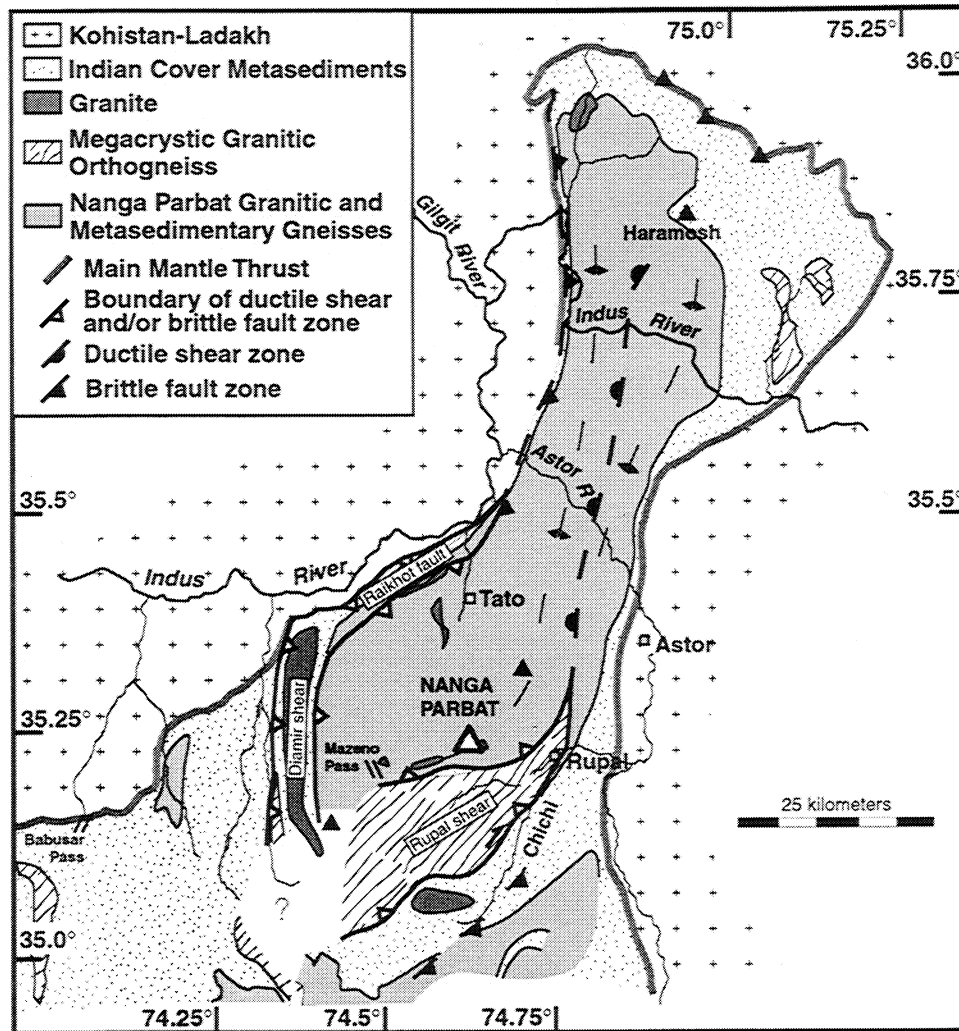 Kohistan-Ladakh
Indian Cover Metasediments
Granite
Megacrystic Granitic
Orthogneiss
Nanga Parbat Granitic and
Metasedimentary Gneisses
Main Mantle Thrust
Boundary of ductile shear
and/or brittle fault zone
Ductile shear zone
Brittle fault zone
75.0°
75.25°
36.0°
Gilgit
River
Haramosh
35.75°
Indus
River
Astor R.
35.5°
35.5°
Indus
River
Raikhot fault
Tato
Astor
NANGA
PARBAT
35.25°
Diamir shear
Mazeno
Pass
Rupal
Rupal shear
Chichi
25 kilometers
Babusar
Pass
?
35.0°
74.25°
74.5°
74.75°